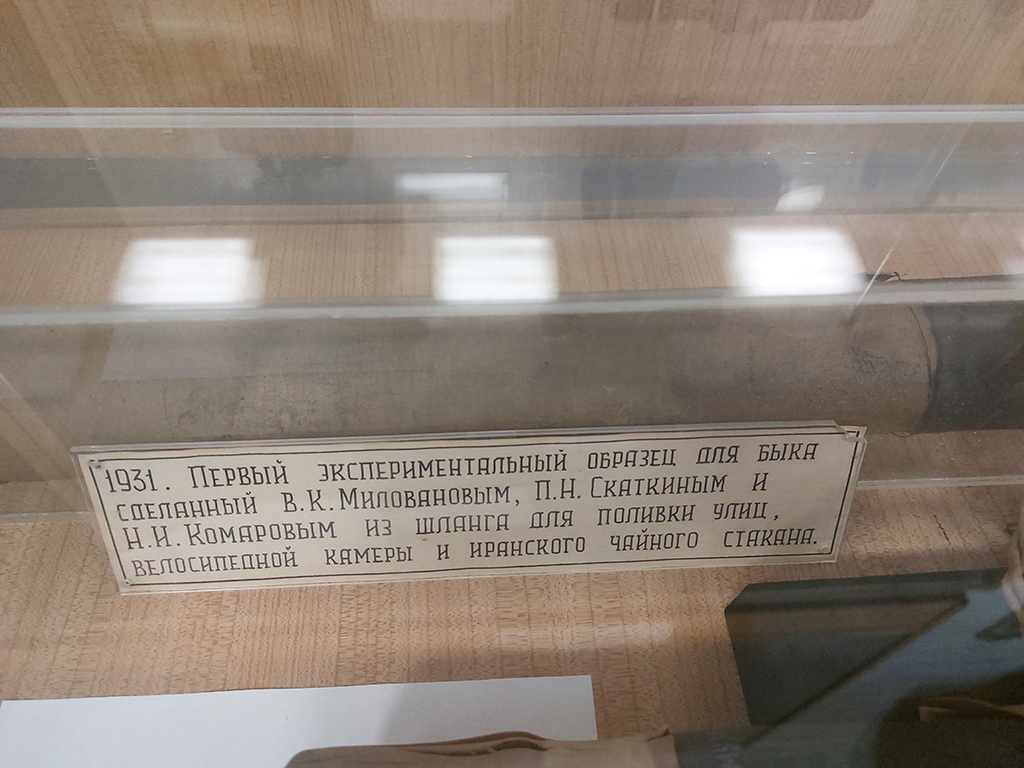 1931. Первый экспериментальный образец для быка
сделанный В.К. Миловановым, П.Н. Скаткиным и
Н.И. Комаровым из шланга для поливки улиц,
велосипедной камеры и иранского чайного стакана.